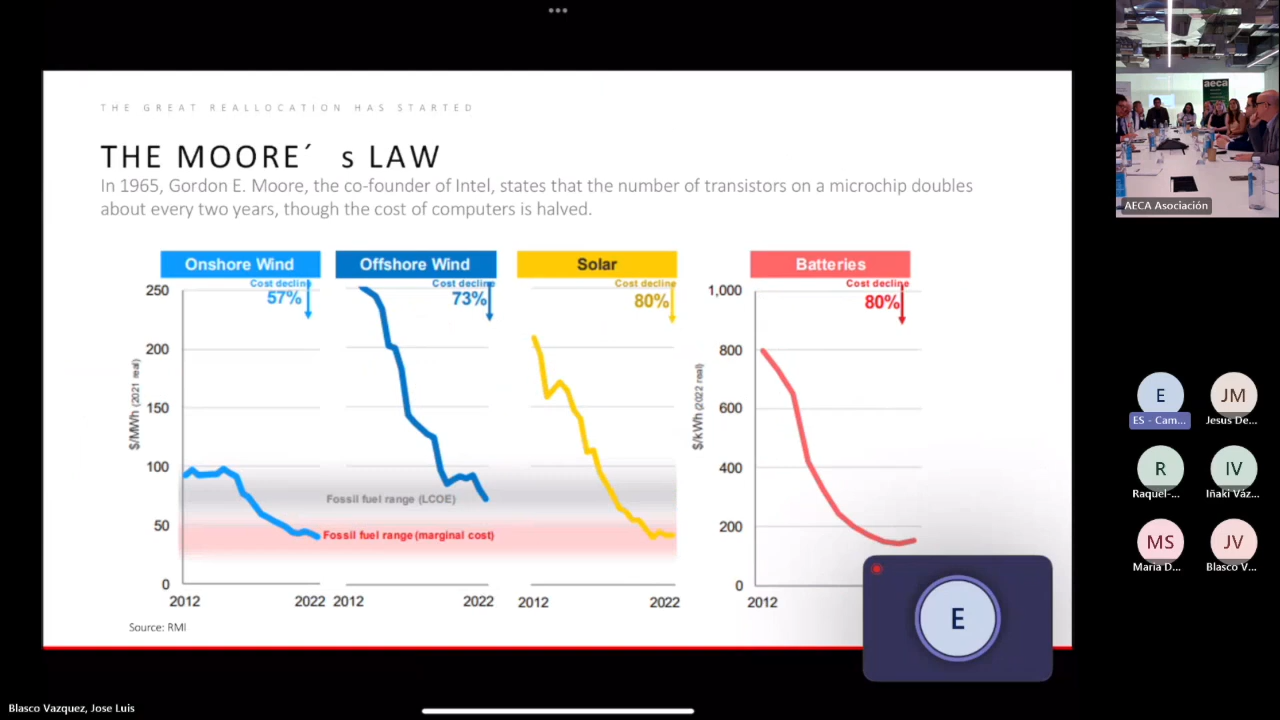 THE GREAT REALLOCATION HAS STARTED
THE MOORE´ s LAW
In 1965, Gordon E. Moore, the co-founder of Intel, states that the number of transistors on a microchip doubles
about every two years, though the cost of computers is halved.
Onshore Wind
Offshore Wind
Solar
Batteries
Cost decline
57%
Cost decline
73%
Cost decline
80%
Cost decline
80%
$/MWh (2021 real)
250
200
150
100
50
0
Fossil fuel range (LCOE)
Fossil fuel range (marginal cost)
$/kWh (2022 real)
1,000
800
600
400
200
0
2012
2022
2012
2022
2012
2022
2012
Source: RMI
E
aeca
AECA Asociación
E
ES - Cam...
JM
Jesus De...
R
Raquel-...
IV
Iñaki Váz...
MS
Maria D...
JV
Blasco V...
Blasco Vazquez, Jose Luis